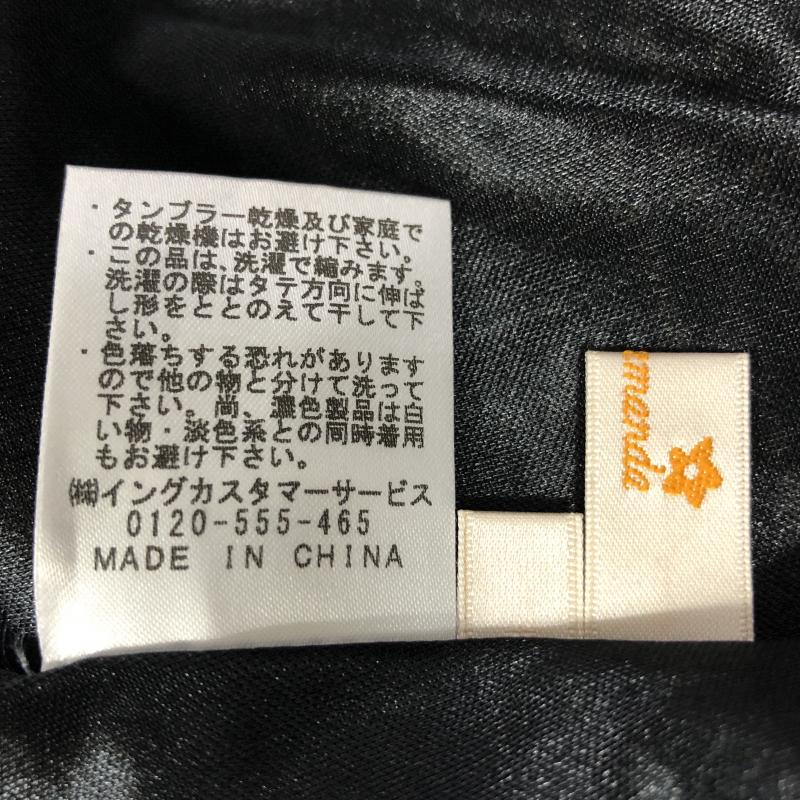 ・タンブラー乾燥及び家庭で
の乾燥機はお避け下さい。
・この品は、洗濯で縮みます。
洗濯の際はタテ方向に伸ば
し形をととのえて干して下
さい。
・色落ちする恐れがあります
ので他の物と分けて洗って
下さい。尚、濃色製品は白
い物・淡色系との同時着用
もお避け下さい。
㈱イングカスタマーサービス
0120-555-465
MADE IN CHINA